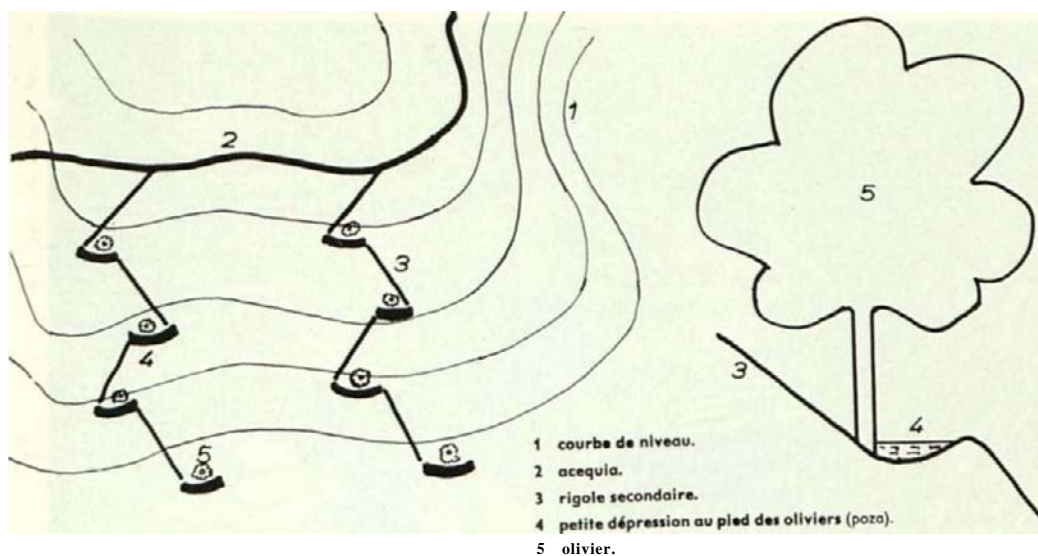 1
2
3
4
5
5
3
4
1 courbe de niveau.
2 acequia.
3 rigole secondaire.
4 petite dépression au pied des oliviers (poza).
5 olivier.